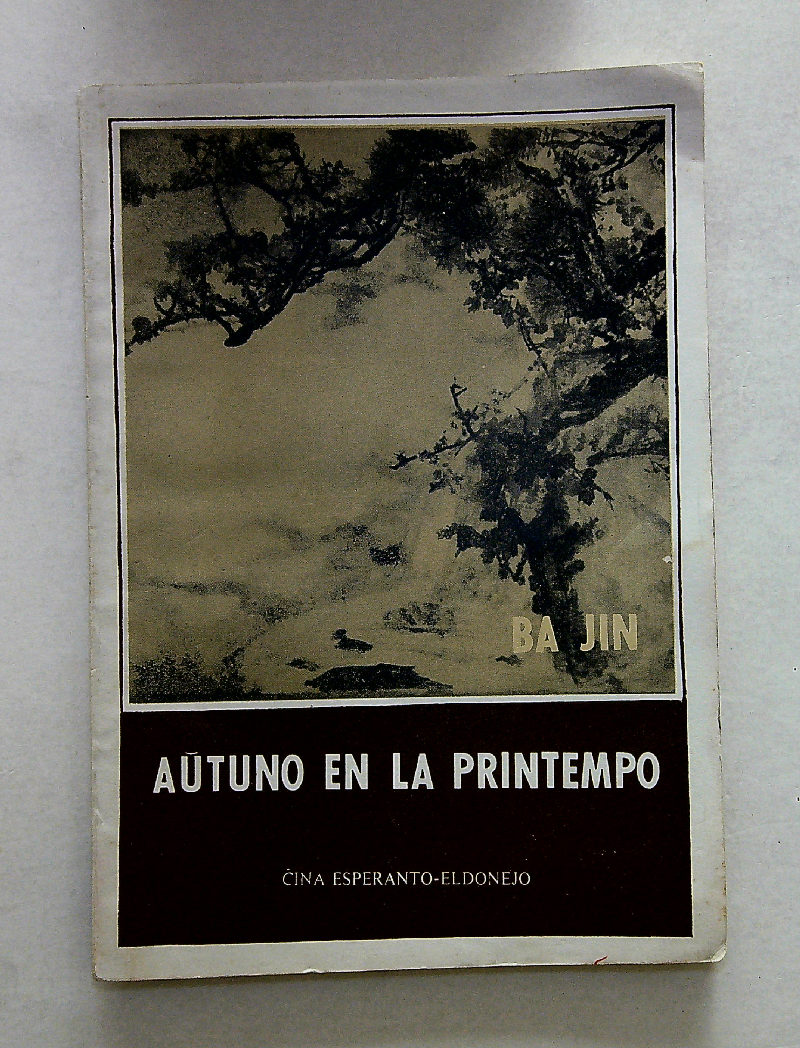 BA JIN
AŬTUNO EN LA PRINTEMPO
ĈINA ESPERANTO-ELDONEJO